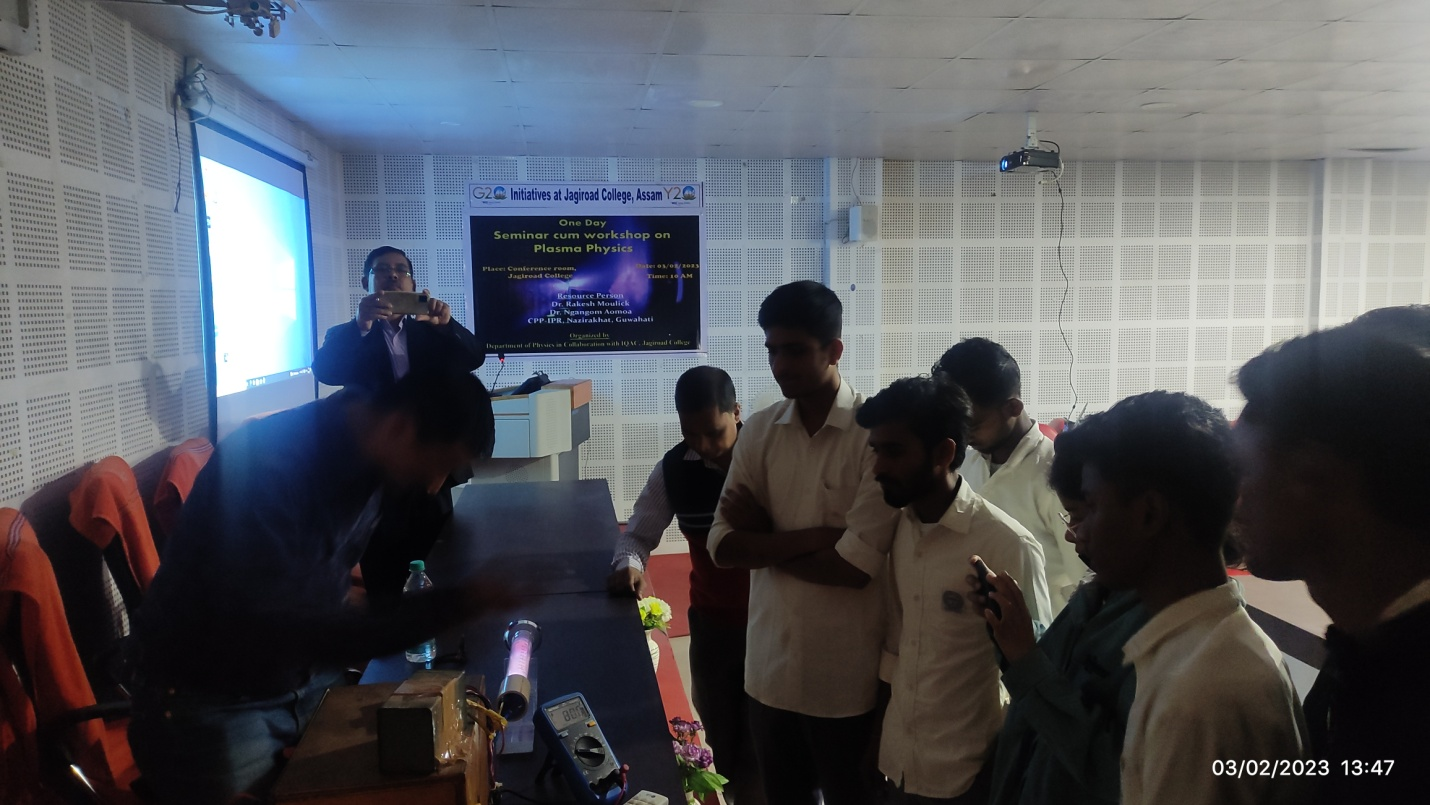 G20 Initiatives at Jagiroad College, Assam Y20
One Day
Seminar cum workshop on
Plasma Physics
Place: Conference room,
Jagiroad College
Date: 03/02/2023
Time: 10 AM
Resource Person
Dr. Rakesh Moulick
Dr. Ngangom Aomoa
CPP-IPR, Nazirakhat, Guwahati
Organized by
Department of Physics in Collaboration with IQAC, Jagiroad College
03/02/2023 13:47